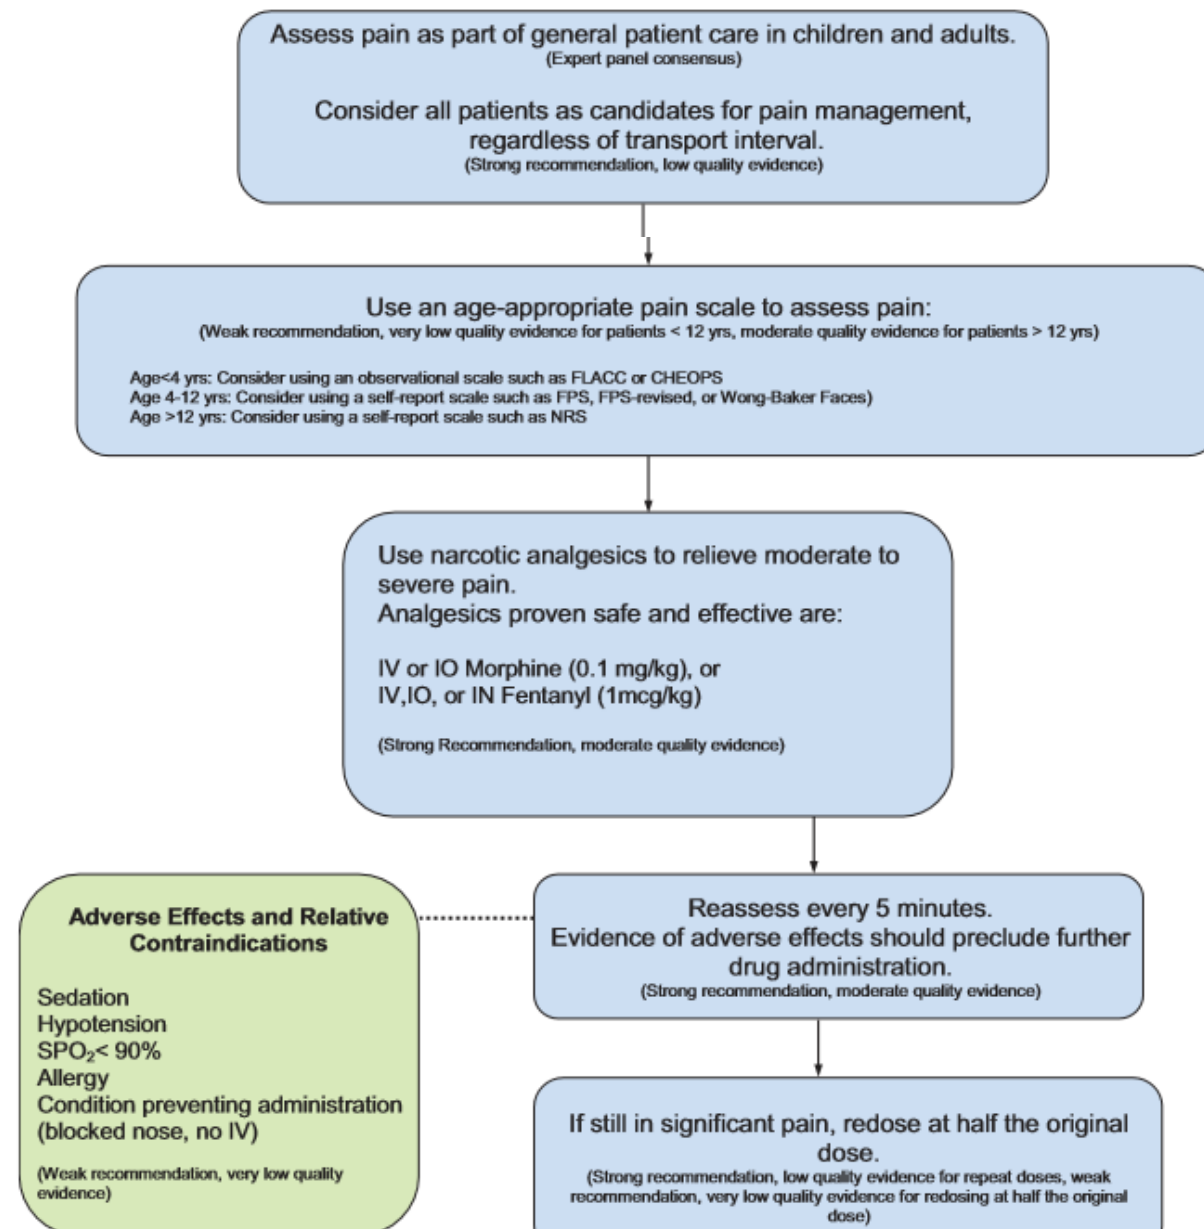 Assess pain as part of general patient care in children and adults.
(Expert panel consensus)
Consider all patients as candidates for pain management,
regardless of transport interval.
(Strong recommendation, low quality evidence)
Use an age-appropriate pain scale to assess pain:
(Weak recommendation, very low quality evidence for patients < 12 yrs, moderate quality evidence for patients > 12 yrs)
Age<4 yrs: Consider using an observational scale such as FLACC or CHEOPS
Age 4-12 yrs: Consider using a self-report scale such as FPS, FPS-revised, or Wong-Baker Faces)
Age >12 yrs: Consider using a self-report scale such as NRS
Use narcotic analgesics to relieve moderate to
severe pain.
Analgesics proven safe and effective are:
IV or IO Morphine (0.1 mg/kg), or
IV,IO, or IN Fentanyl (1mcg/kg)
(Strong Recommendation, moderate quality evidence)
Adverse Effects and Relative
Contraindications
Sedation
Hypotension
SPO₂< 90%
Allergy
Condition preventing administration
(blocked nose, no IV)
(Weak recommendation, very low quality
evidence)
Reassess every 5 minutes.
Evidence of adverse effects should preclude further
drug administration.
(Strong recommendation, moderate quality evidence)
If still in significant pain, redose at half the original
dose.
(Strong recommendation, low quality evidence for repeat doses, weak
recommendation, very low quality evidence for redosing at half the original
dose)